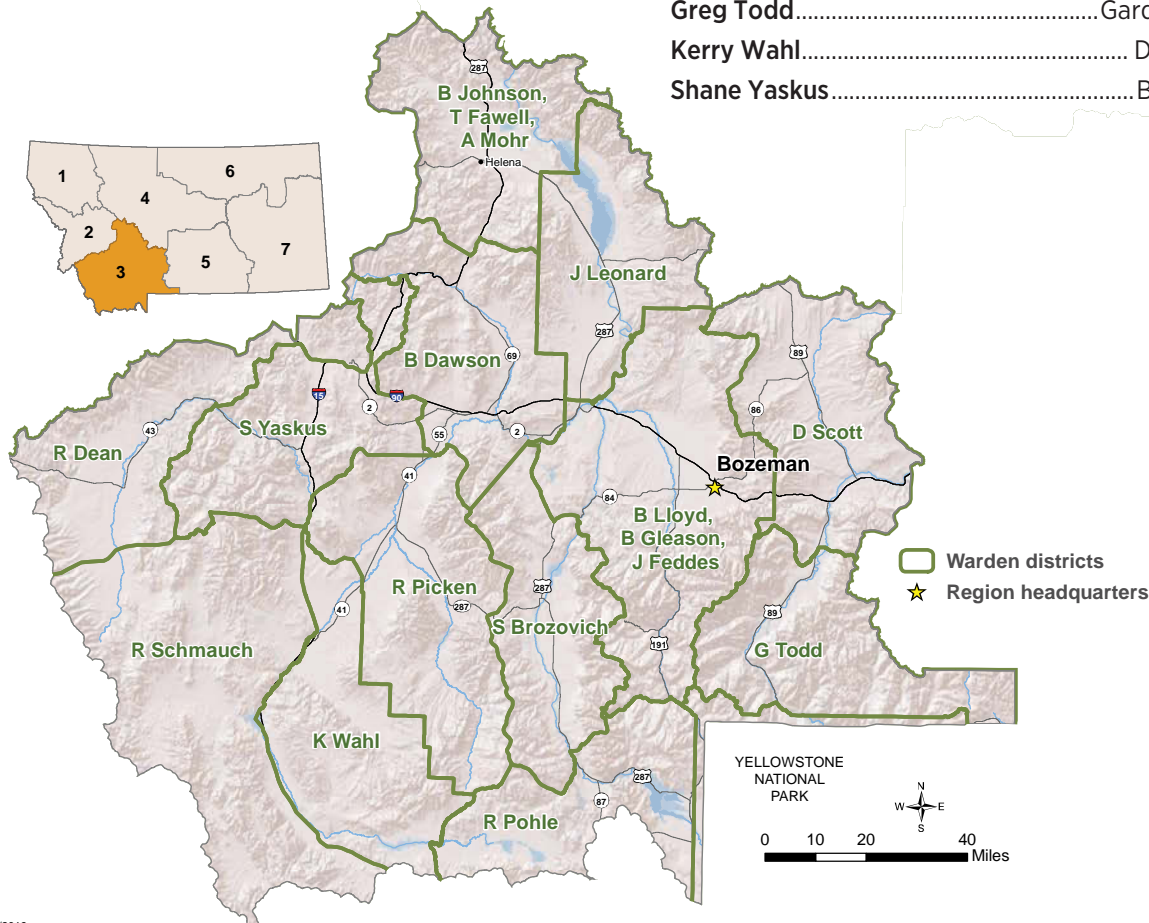 Greg Todd
Kerry Wahl
Shane Yaskus
287
B Johnson,
T Fawell,
A Mohr
Helena
1
4
6
2
3
5
7
J Leonard
287
B Dawson
69
89
15
90
2
86
R Dean
43
S Yaskus
55
2
D Scott
41
Bozeman
84
B Lloyd,
B Gleason,
J Feddes
Warden districts
Region headquarters
R Picken
287
287
41
S Brozovich
89
191
R Schmauch
G Todd
K Wahl
YELLOWSTONE
NATIONAL
PARK
287
87
R Pohle
N
W E
S
0 10 20 40
Miles